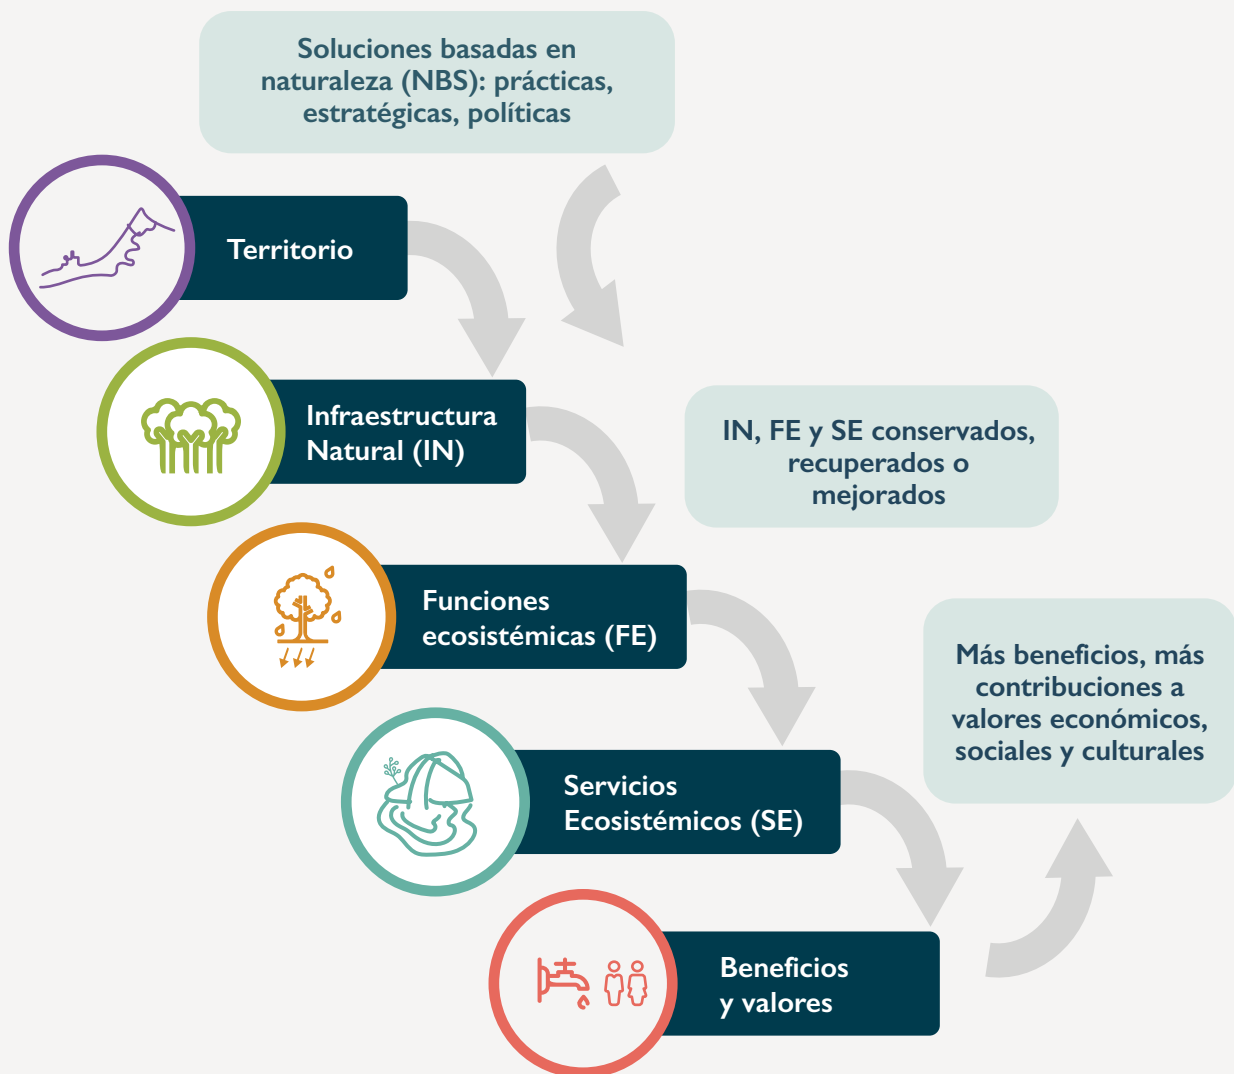 Soluciones basadas en
naturaleza (NBS): prácticas,
estratégicas, políticas
Territorio
Infraestructura
Natural (IN)
IN, FE y SE conservados,
recuperados o
mejorados
Funciones
ecosistémicas (FE)
Más beneficios, más
contribuciones a
valores económicos,
sociales y culturales
Servicios
Ecosistémicos (SE)
Beneficios
y valores